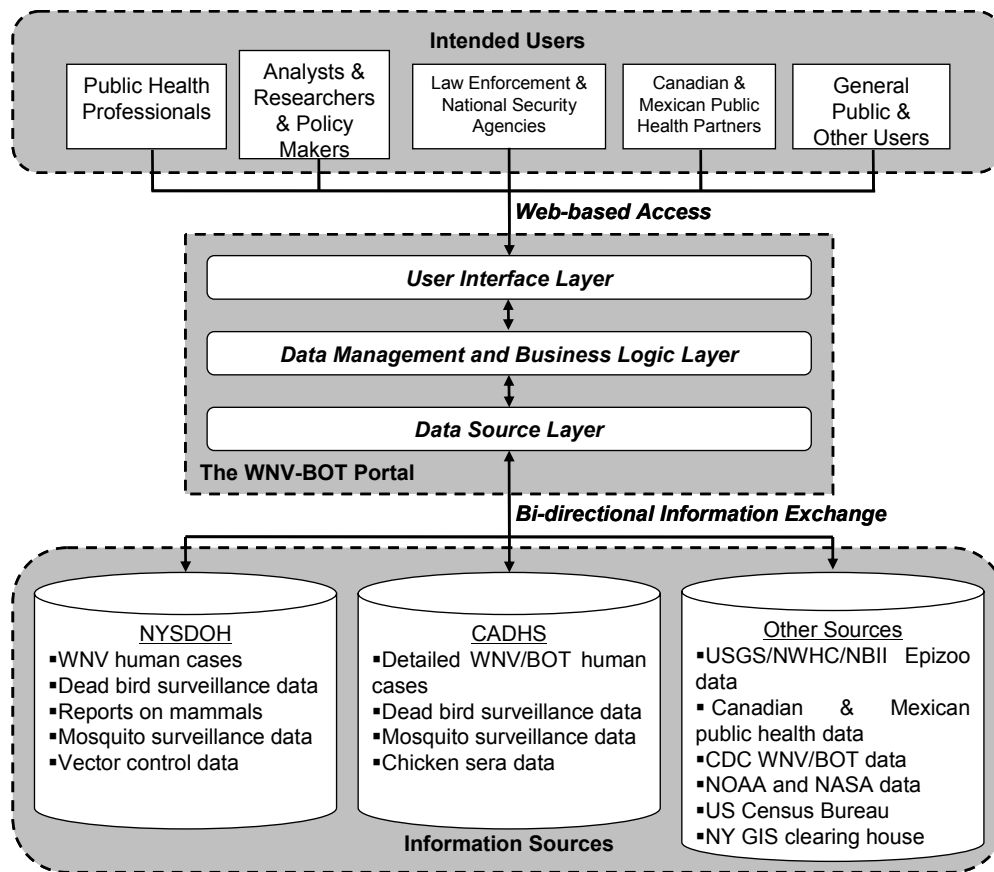 Intended Users
Public Health
Professionals
Analysts &
Researchers
& Policy
Makers
Law Enforcement &
National Security
Agencies
Canadian &
Mexican Public
Health Partners
General
Public &
Other Users
Web-based Access
User Interface Layer
Data Management and Business Logic Layer
Data Source Layer
The WNV-BOT Portal
Bi-directional Information Exchange
NYSDOH
▪WNV human cases
▪Dead bird surveillance data
▪Reports on mammals
▪Mosquito surveillance data
▪Vector control data
CADHS
▪Detailed WNV/BOT human
cases
▪Dead bird surveillance data
▪Mosquito surveillance data
▪Chicken sera data
Other Sources
▪USGS/NWHC/NBII Epizoo
data
▪Canadian & Mexican
public health data
▪CDC WNV/BOT data
▪NOAA and NASA data
▪US Census Bureau
▪NY GIS clearing house
Information Sources